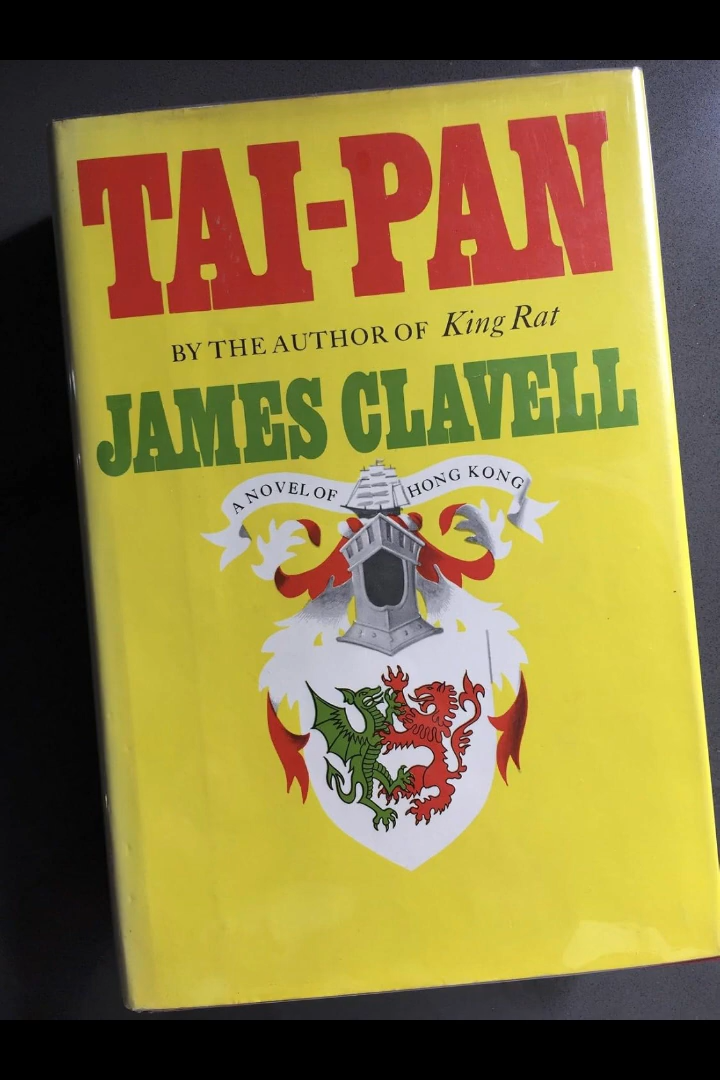 TAI-PAN
BY THE AUTHOR OF King Rat
JAMES CLAVELL
A NOVEL OF HONG KONG